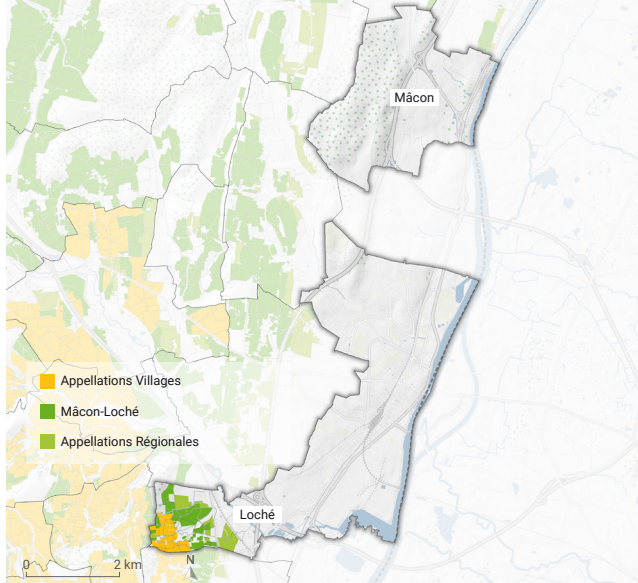 Mâcon
Appellations Villages
Mâcon-Loché
Appellations Régionales
Loché
N
0 2 km